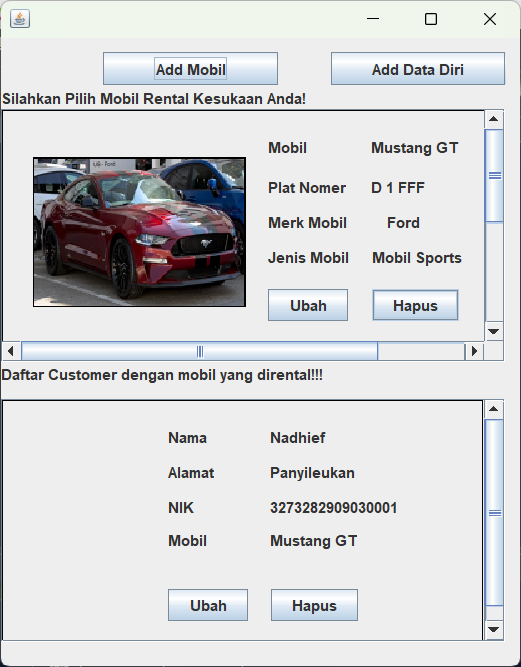 Add Mobil Add Data Diri
Silahkan Pilih Mobil Rental Kesukaan Anda!
Mobil Mustang GT
Plat Nomer D 1 FFF
Merk Mobil Ford
Jenis Mobil Mobil Sports
Ubah Hapus
Daftar Customer dengan mobil yang dirental!!!
Nama Nadhief
Alamat Panyileukan
NIK 3273282909030001
Mobil Mustang GT
Ubah Hapus